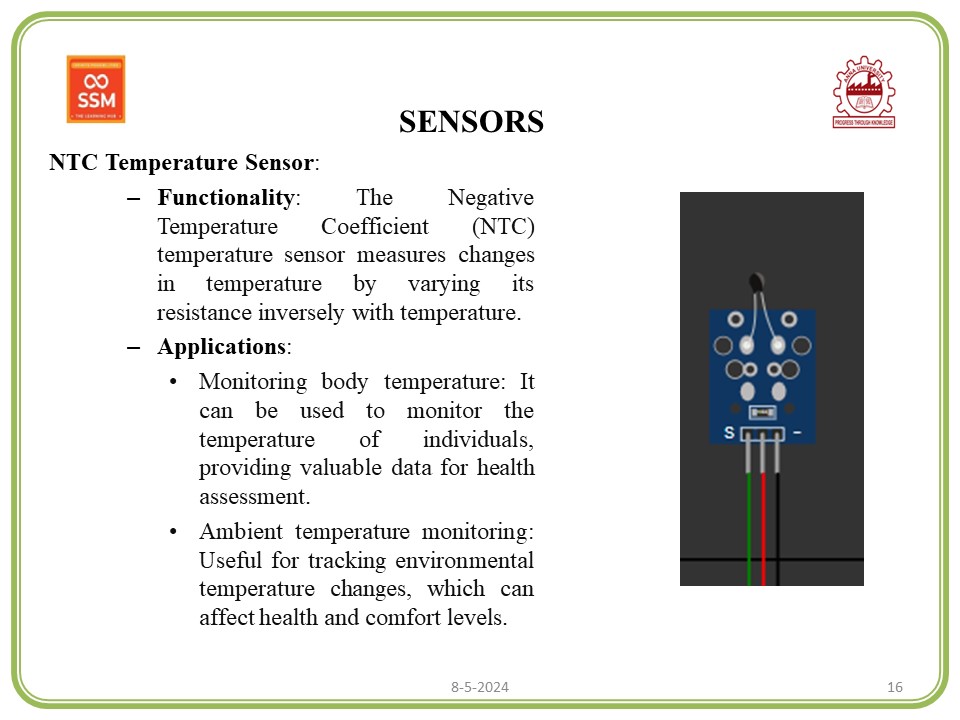 SSM
THE LEARNING HUB
ANNA UNIVERSITY
PROGRESS THROUGH KNOWLEDGE
SENSORS
NTC Temperature Sensor:
– Functionality: The Negative
Temperature Coefficient (NTC)
temperature sensor measures changes
in temperature by varying its
resistance inversely with temperature.
– Applications:
• Monitoring body temperature: It
can be used to monitor the
temperature of individuals,
providing valuable data for health
assessment.
• Ambient temperature monitoring:
Useful for tracking environmental
temperature changes, which can
affect health and comfort levels.
S –
8-5-2024
16